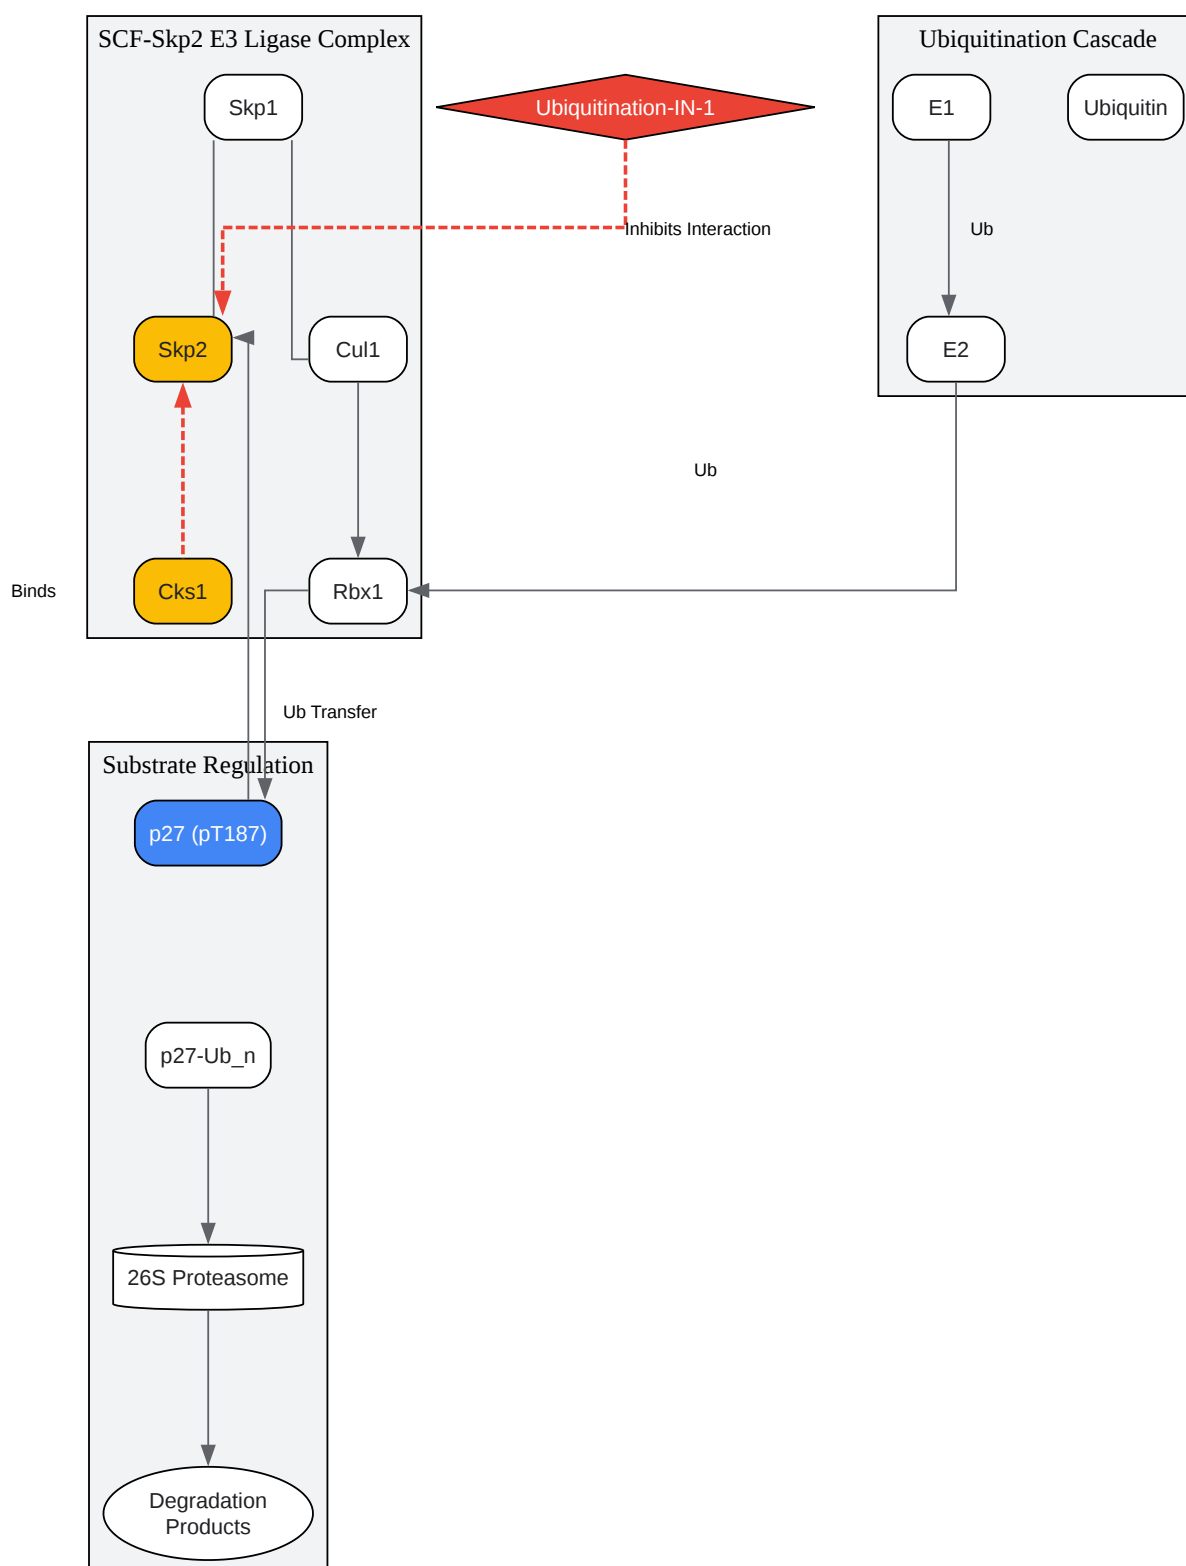 SCF-Skp2 E3 Ligase Complex
Ubiquitination Cascade
Skp1
Ubiquitination-IN-1
E1
Ubiquitin
Inhibits Interaction
Ub
Skp2
Cul1
E2
Ub
Binds
Cks1
Rbx1
Ub Transfer
Substrate Regulation
p27 (pT187)
p27-Ub_n
26S Proteasome
Degradation
Products